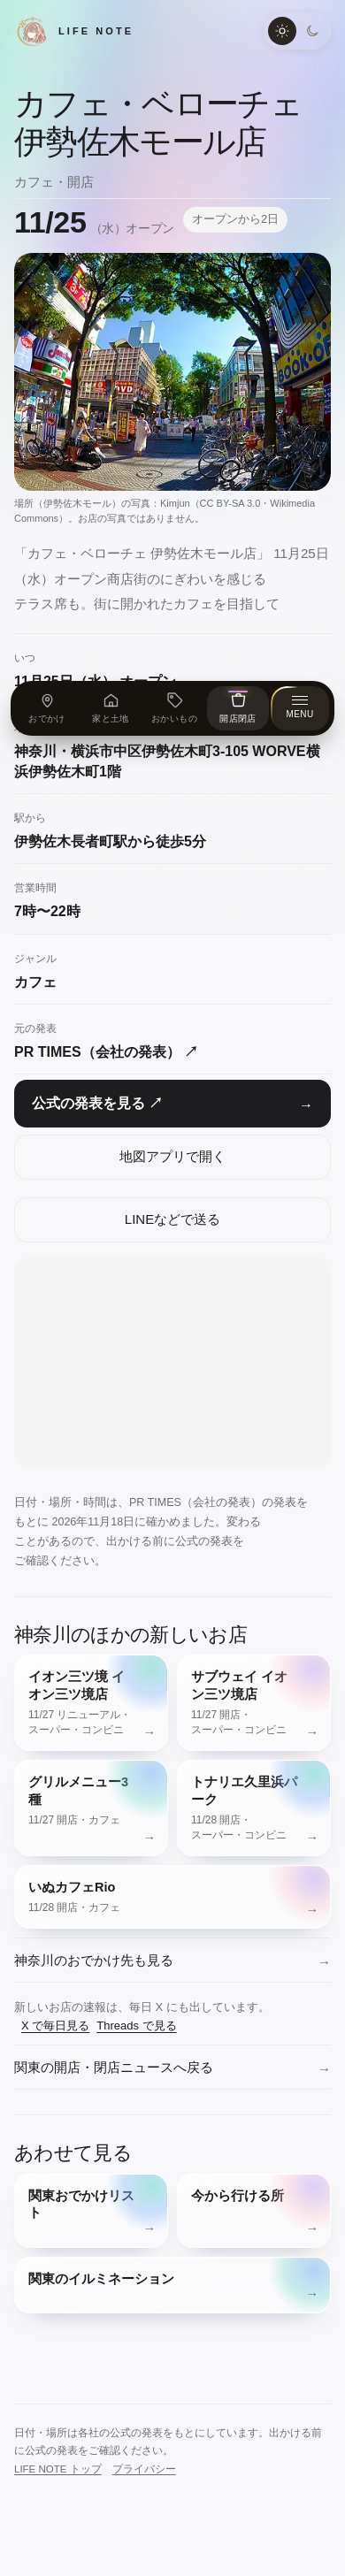 LIFE NOTE
カフェ・ベローチェ
伊勢佐木モール店
カフェ・開店
11/25 （水）オープン オープンから2日
DVD
BOOK-OFF
場所（伊勢佐木モール）の写真：Kimjun（CC BY-SA 3.0・Wikimedia
Commons）。お店の写真ではありません。
「カフェ・ベローチェ 伊勢佐木モール店」 11月25日
（水）オープン商店街のにぎわいを感じる
テラス席も。街に開かれたカフェを目指して
いつ
11月25日（水） オープン
おでかけ 家と土地 おかいもの 開店閉店 MENU
神奈川・横浜市中区伊勢佐木町3-105 WORVE横
浜伊勢佐木町1階
駅から
伊勢佐木長者町駅から徒歩5分
営業時間
7時〜22時
ジャンル
カフェ
元の発表
PR TIMES（会社の発表） ↗
公式の発表を見る ↗ →
地図アプリで開く
LINEなどで送る
日付・場所・時間は、PR TIMES（会社の発表）の発表を
もとに 2026年11月18日に確かめました。変わる
ことがあるので、出かける前に公式の発表を
ご確認ください。
神奈川のほかの新しいお店
イオン三ツ境 イ
オン三ツ境店
11/27 リニューアル・
スーパー・コンビニ →
サブウェイ イオ
ン三ツ境店
11/27 開店・
スーパー・コンビニ →
グリルメニュー3
種
11/27 開店・カフェ →
トナリエ久里浜パ
ーク
11/28 開店・
スーパー・コンビニ →
いぬカフェRio
11/28 開店・カフェ →
神奈川のおでかけ先も見る →
新しいお店の速報は、毎日 X にも出しています。
X で毎日見る Threads で見る
関東の開店・閉店ニュースへ戻る →
あわせて見る
関東おでかけリス
ト →
今から行ける所 →
関東のイルミネーション →
日付・場所は各社の公式の発表をもとにしています。出かける前
に公式の発表をご確認ください。
LIFE NOTE トップ プライバシー